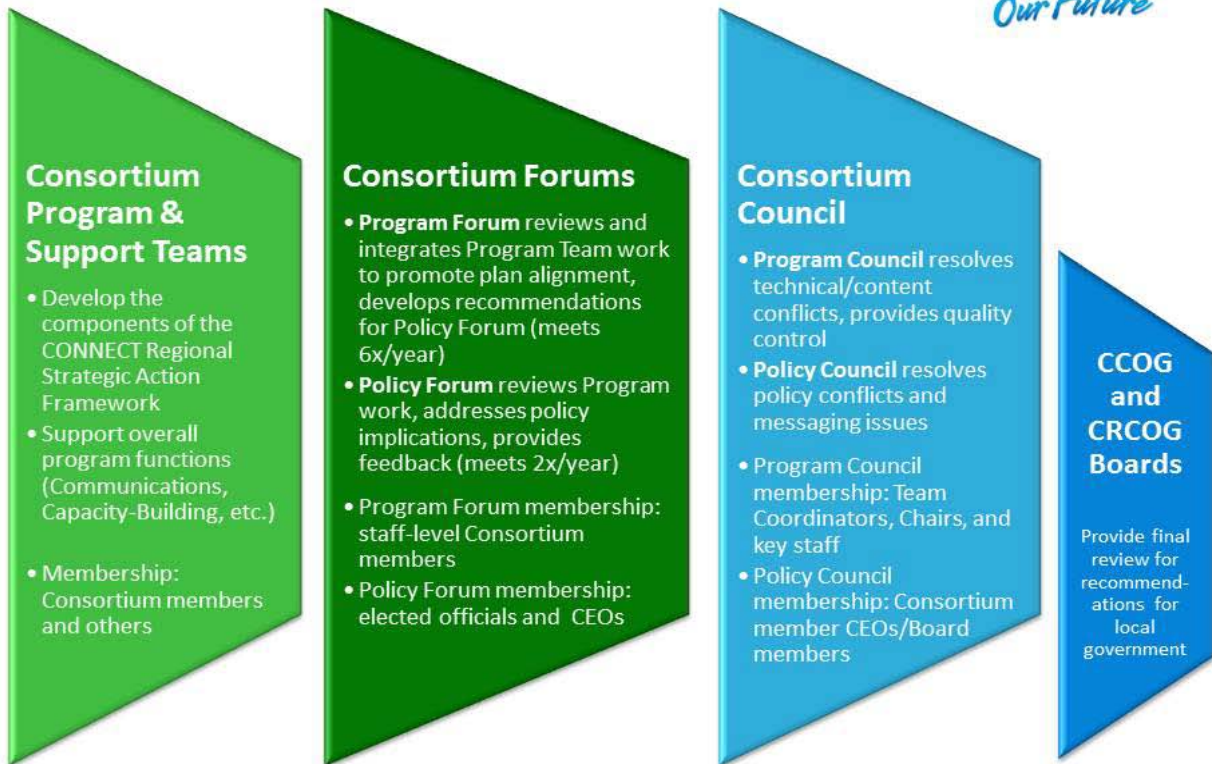 Our Future
Consortium
Program &
Support Teams
• Develop the
components of the
CONNECT Regional
Strategic Action
Framework
• Support overall
program functions
(Communications,
Capacity-Building, etc.)
• Membership:
Consortium members
and others
Consortium Forums
• Program Forum reviews and
integrates Program Team work
to promote plan alignment,
develops recommendations
for Policy Forum (meets
6x/year)
• Policy Forum reviews Program
work, addresses policy
implications, provides
feedback (meets 2x/year)
• Program Forum membership:
staff-level Consortium
members
• Policy Forum membership:
elected officials and CEOs
Consortium
Council
• Program Council resolves
technical/content
conflicts, provides quality
control
• Policy Council resolves
policy conflicts and
messaging issues
• Program Council
membership: Team
Coordinators, Chairs, and
key staff
• Policy Council
membership: Consortium
member CEOs/Board
members
CCOG
and
CRCOG
Boards
Provide final
review for
recommend-
ations for
local
government